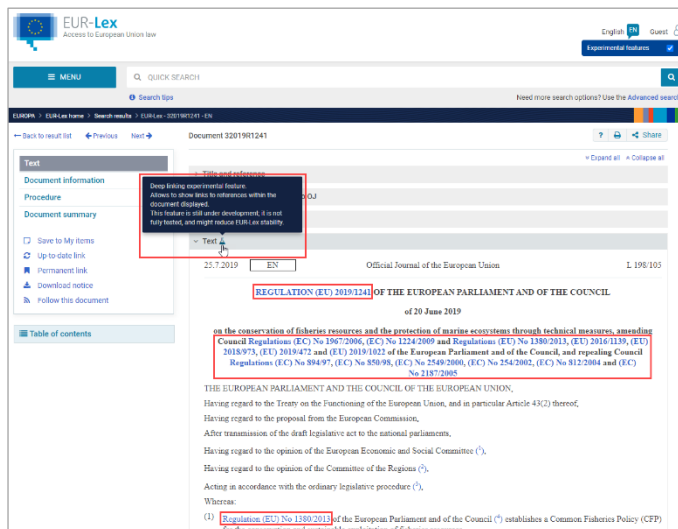 EUR-Lex
Access to European Union law
English EN Guest
Experimental features
MENU
QUICK SEARCH
Search tips
Need more search options? Use the Advanced search
EUROPA > EUR-Lex home > Search results > EUR-Lex - 32019R1241 - EN
Back to result list Previous Next
Document 32019R1241
? Share
Expand all Collapse all
Text
Document information
Procedure
Document summary
Save to My items
Up-to-date link
Permanent link
Download notice
Follow this document
Table of contents
Title and reference
Deep linking experimental feature.
Allows to show links to references within the
document displayed.
This feature is still under development, it is not
fully tested, and might reduce EUR-Lex stability.
OJ
Text
25.7.2019 EN Official Journal of the European Union L 198/105
REGULATION (EU) 2019/1241 OF THE EUROPEAN PARLIAMENT AND OF THE COUNCIL
of 20 June 2019
on the conservation of fisheries resources and the protection of marine ecosystems through technical measures, amending
Council Regulations (EC) No 1967/2006, (EC) No 1224/2009 and Regulations (EU) No 1380/2013, (EU) 2016/1139, (EU)
2018/973, (EU) 2019/472 and (EU) 2019/1022 of the European Parliament and of the Council, and repealing Council
Regulations (EC) No 894/97, (EC) No 850/98, (EC) No 2549/2000, (EC) No 254/2002, (EC) No 812/2004 and (EC)
No 2187/2005
THE EUROPEAN PARLIAMENT AND THE COUNCIL OF THE EUROPEAN UNION,
Having regard to the Treaty on the Functioning of the European Union, and in particular Article 43(2) thereof,
Having regard to the proposal from the European Commission,
After transmission of the draft legislative act to the national parliaments,
Having regard to the opinion of the European Economic and Social Committee (1),
Having regard to the opinion of the Committee of the Regions (2),
Acting in accordance with the ordinary legislative procedure (3),
Whereas:
(1) Regulation (EU) No 1380/2013 of the European Parliament and of the Council (4) establishes a Common Fisheries Policy (CFP)